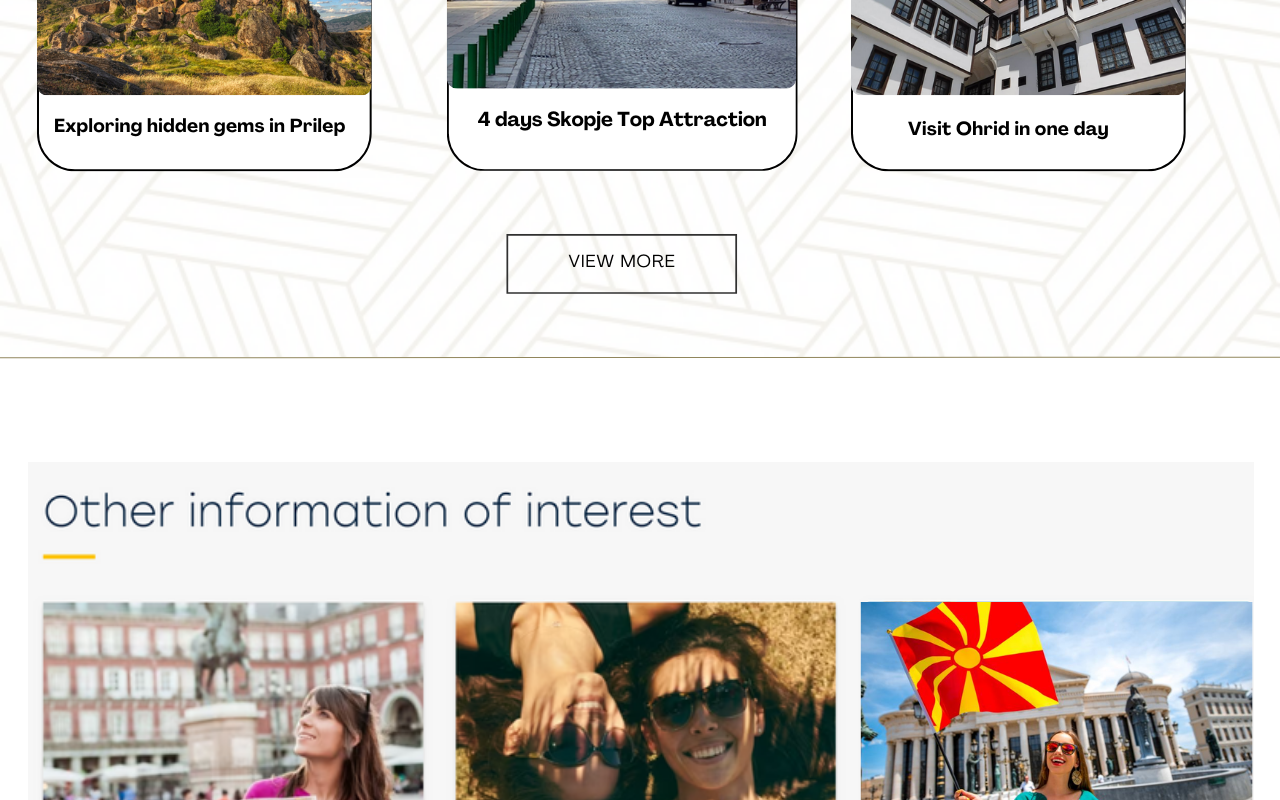 Exploring hidden gems in Prilep
4 days Skopje Top Attraction
Visit Ohrid in one day
VIEW MORE
Other information of interest